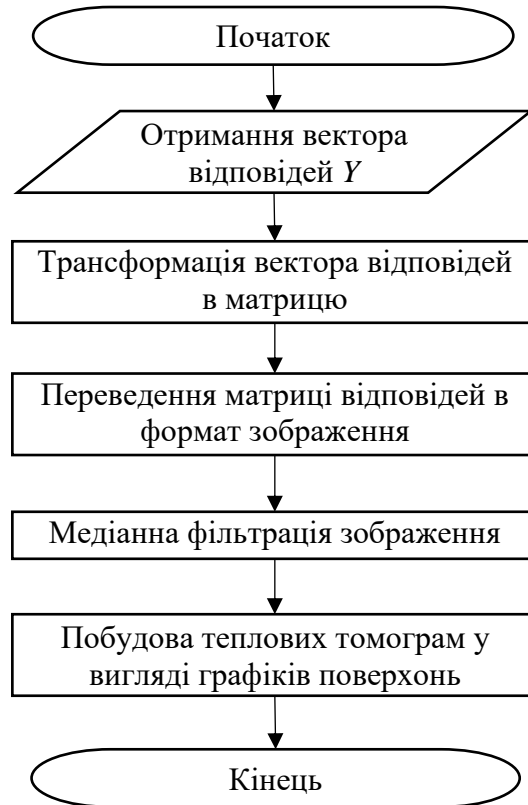 Початок
Отримання вектора
відповідей Y
Трансформація вектора відповідей
в матрицю
Переведення матриці відповідей в
формат зображення
Медіанна фільтрація зображення
Побудова теплових томограм у
вигляді графіків поверхонь
Кінець